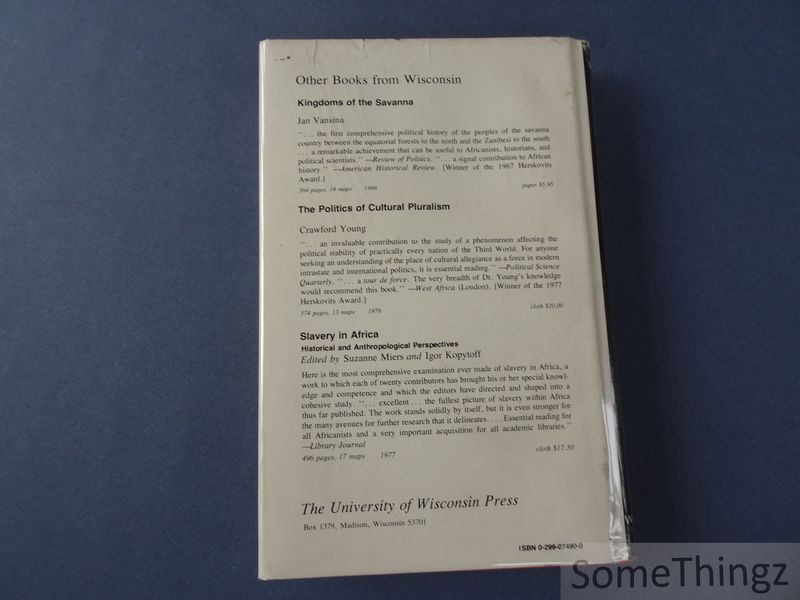 Other Books from Wisconsin
Kingdoms of the Savanna
Jan Vansina
". . . the first comprehensive political history of the peoples of the savanna
country between the equatorial forests to the north and the Zambesi to the south
. . . a remarkable achievement that can be useful to Africanists, historians, and
political scientists." —Review of Politics. ". . . a signal contribution to African
history." —American Historical Review. [Winner of the 1967 Herskovits
Award.]
364 pages, 14 maps 1966 paper $5.95
The Politics of Cultural Pluralism
Crawford Young
". . . an invaluable contribution to the study of a phenomenon affecting the
political stability of practically every nation of the Third World. For anyone
seeking an understanding of the place of cultural allegiance as a force in modern
intrastate and international politics, it is essential reading." —Political Science
Quarterly. ". . . a tour de force. The very breadth of Dr. Young's knowledge
would recommend this book." —West Africa (London). [Winner of the 1977
Herskovits Award.]
574 pages, 13 maps 1976 cloth $20.00
Slavery in Africa
Historical and Anthropological Perspectives
Edited by Suzanne Miers and Igor Kopytoff
Here is the most comprehensive examination ever made of slavery in Africa, a
work to which each of twenty contributors has brought his or her special knowl-
edge and competence and which the editors have directed and shaped into a
cohesive study. ". . . excellent . . . the fullest picture of slavery within Africa
thus far published. The work stands solidly by itself, but it is even stronger for
the many avenues for further research that it delineates. . . . Essential reading for
all Africanists and a very important acquisition for all academic libraries."
—Library Journal
496 pages, 17 maps 1977 cloth $17.50
The University of Wisconsin Press
Box 1379, Madison, Wisconsin 53701
ISBN 0-299-07490-0
W
SomeThingz